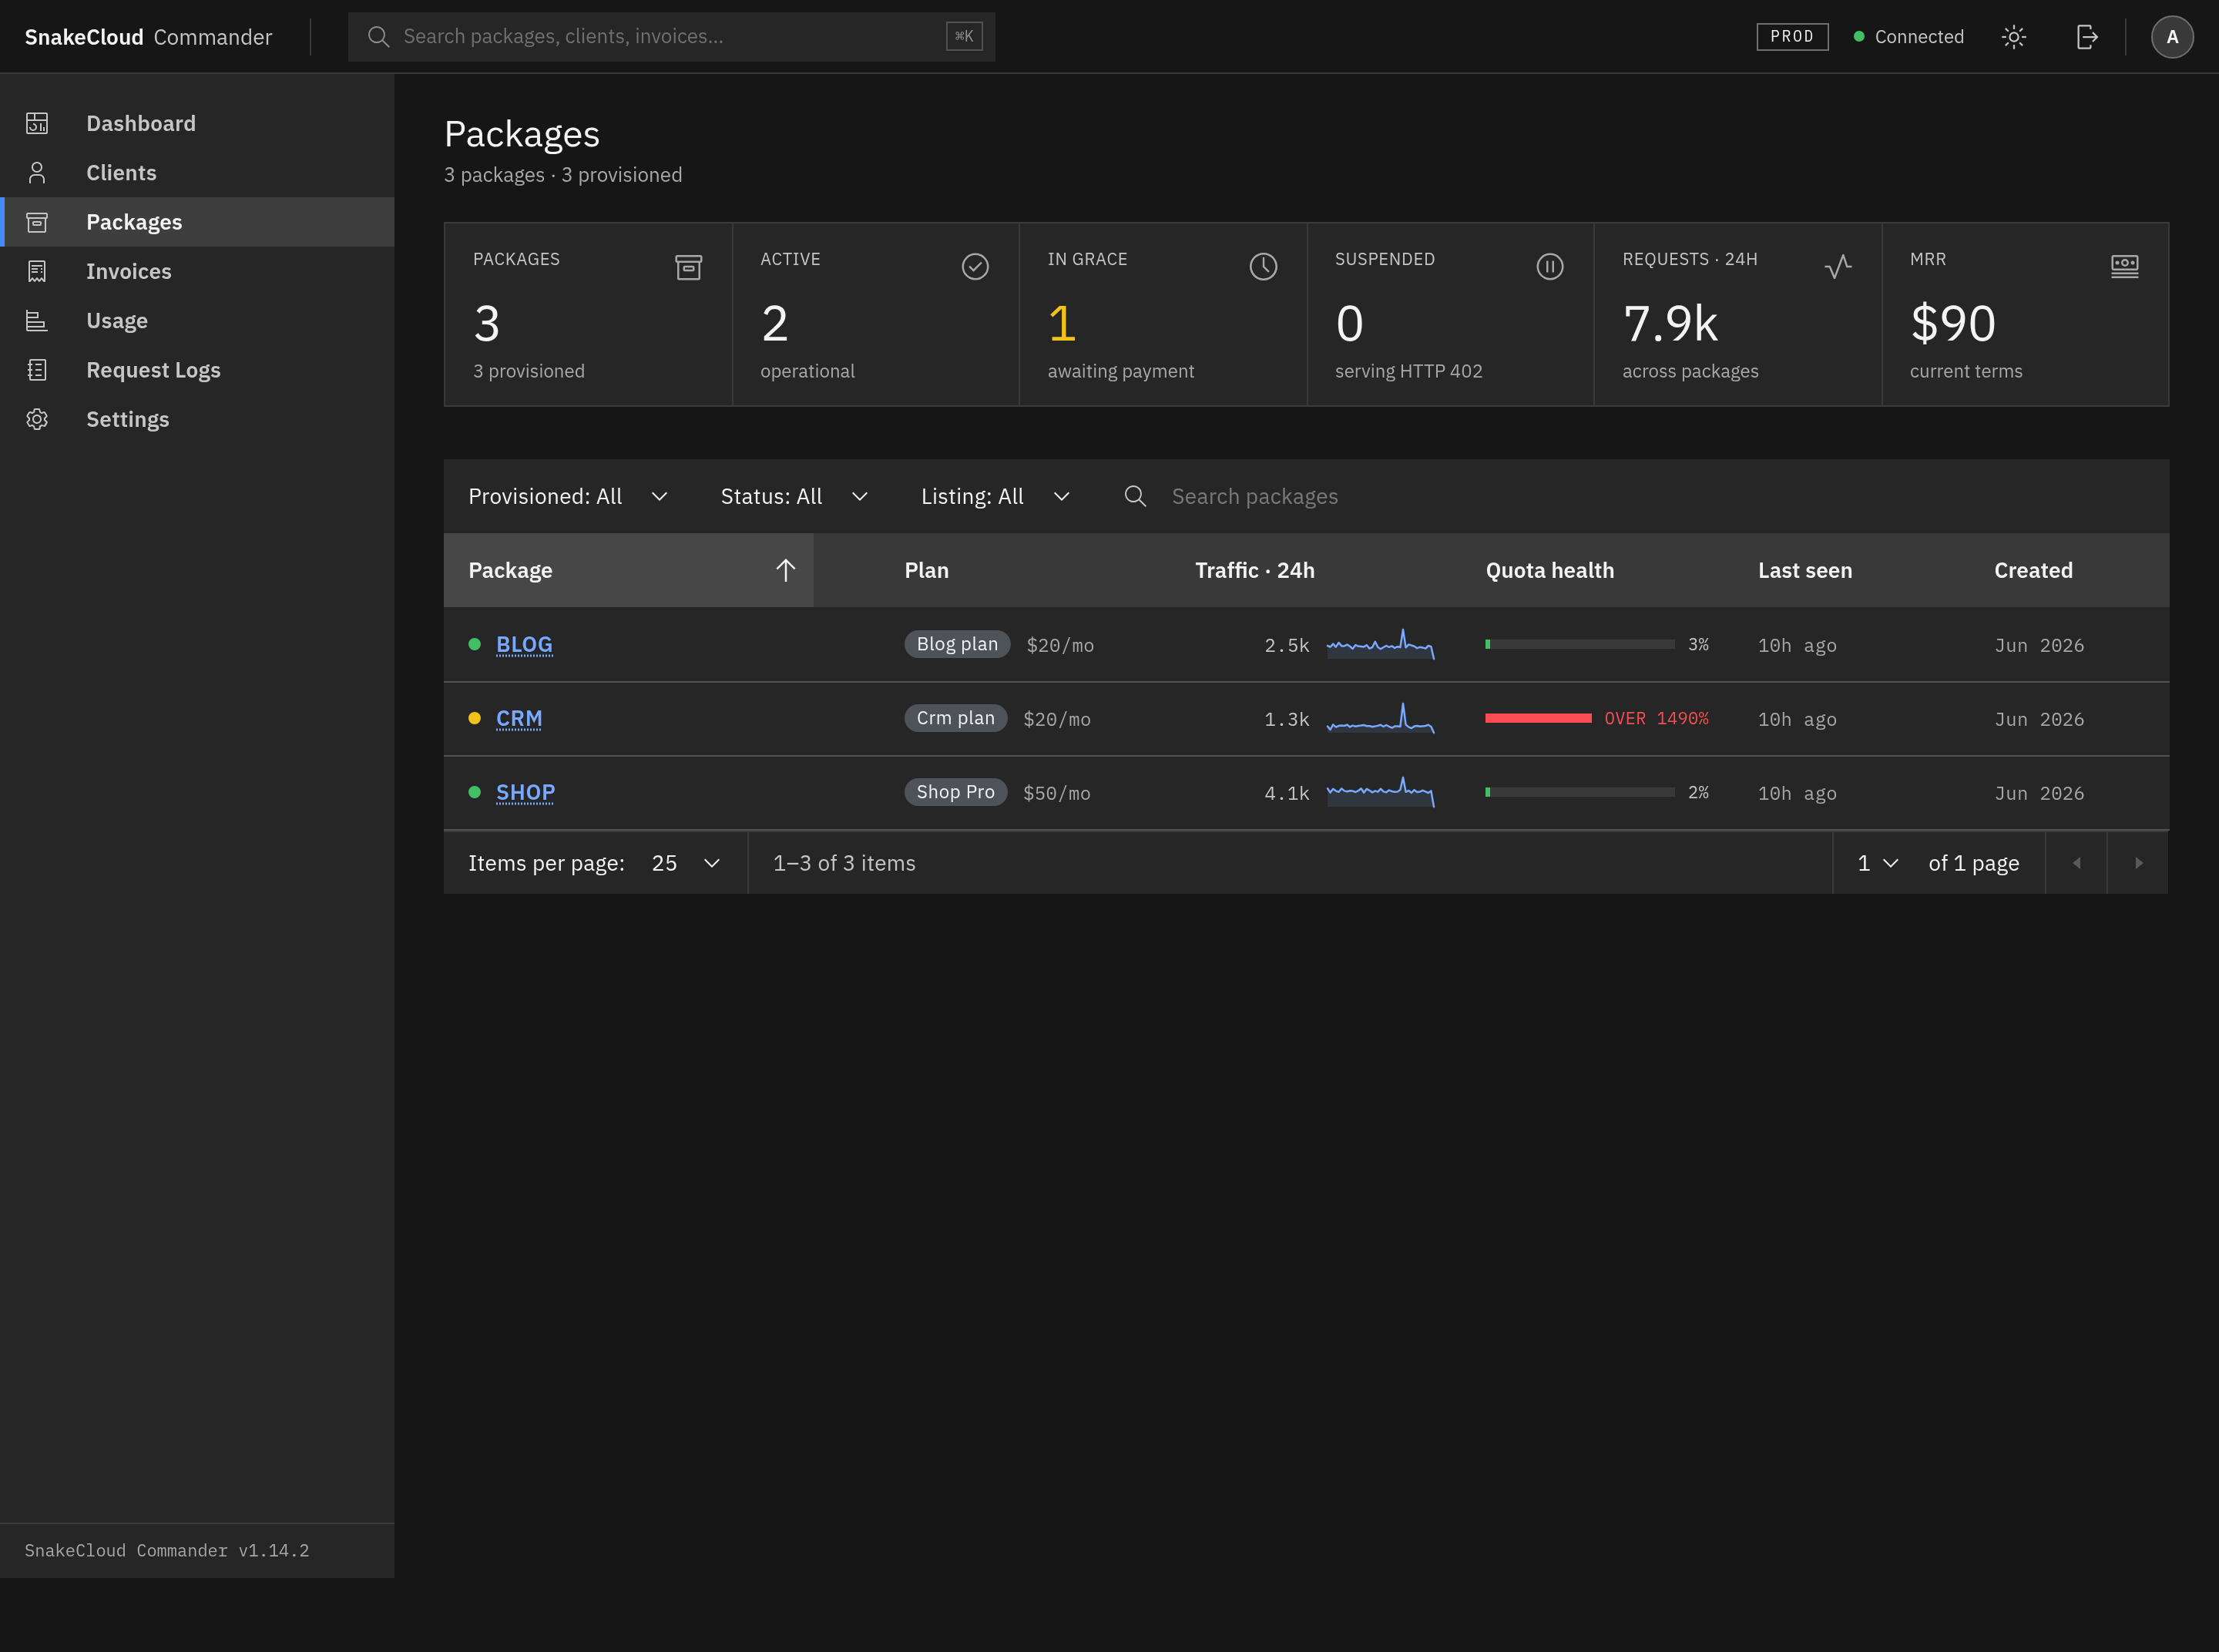 SnakeCloud Commander
Search packages, clients, invoices...
⌘K
PROD
Connected
A
Dashboard
Clients
Packages
Invoices
Usage
Request Logs
Settings
SnakeCloud Commander v1.14.2
Packages
3 packages · 3 provisioned
PACKAGES
3
3 provisioned
ACTIVE
2
operational
IN GRACE
1
awaiting payment
SUSPENDED
0
serving HTTP 402
REQUESTS · 24H
7.9k
across packages
MRR
$90
current terms
Provisioned: All Status: All Listing: All Search packages
Package Plan Traffic · 24h Quota health Last seen Created
BLOG Blog plan $20/mo 2.5k 3% 10h ago Jun 2026
CRM Crm plan $20/mo 1.3k OVER 1490% 10h ago Jun 2026
SHOP Shop Pro $50/mo 4.1k 2% 10h ago Jun 2026
Items per page: 25 1–3 of 3 items 1 of 1 page